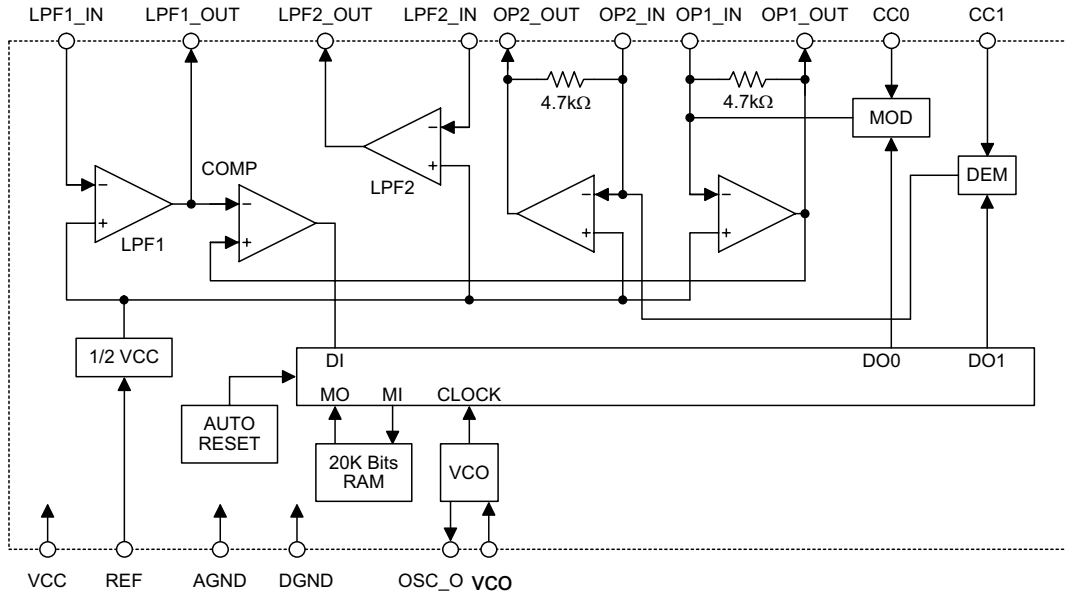 LPF1_IN LPF1_OUT LPF2_OUT LPF2_IN OP2_OUT OP2_IN OP1_IN OP1_OUT CC0 CC1
4.7kΩ 4.7kΩ
MOD
COMP
LPF2
DEM
LPF1
1/2 VCC
DI DO0 DO1
MO MI CLOCK
AUTO
RESET
20K Bits
RAM
VCO
VCC REF AGND DGND OSC_O VCO